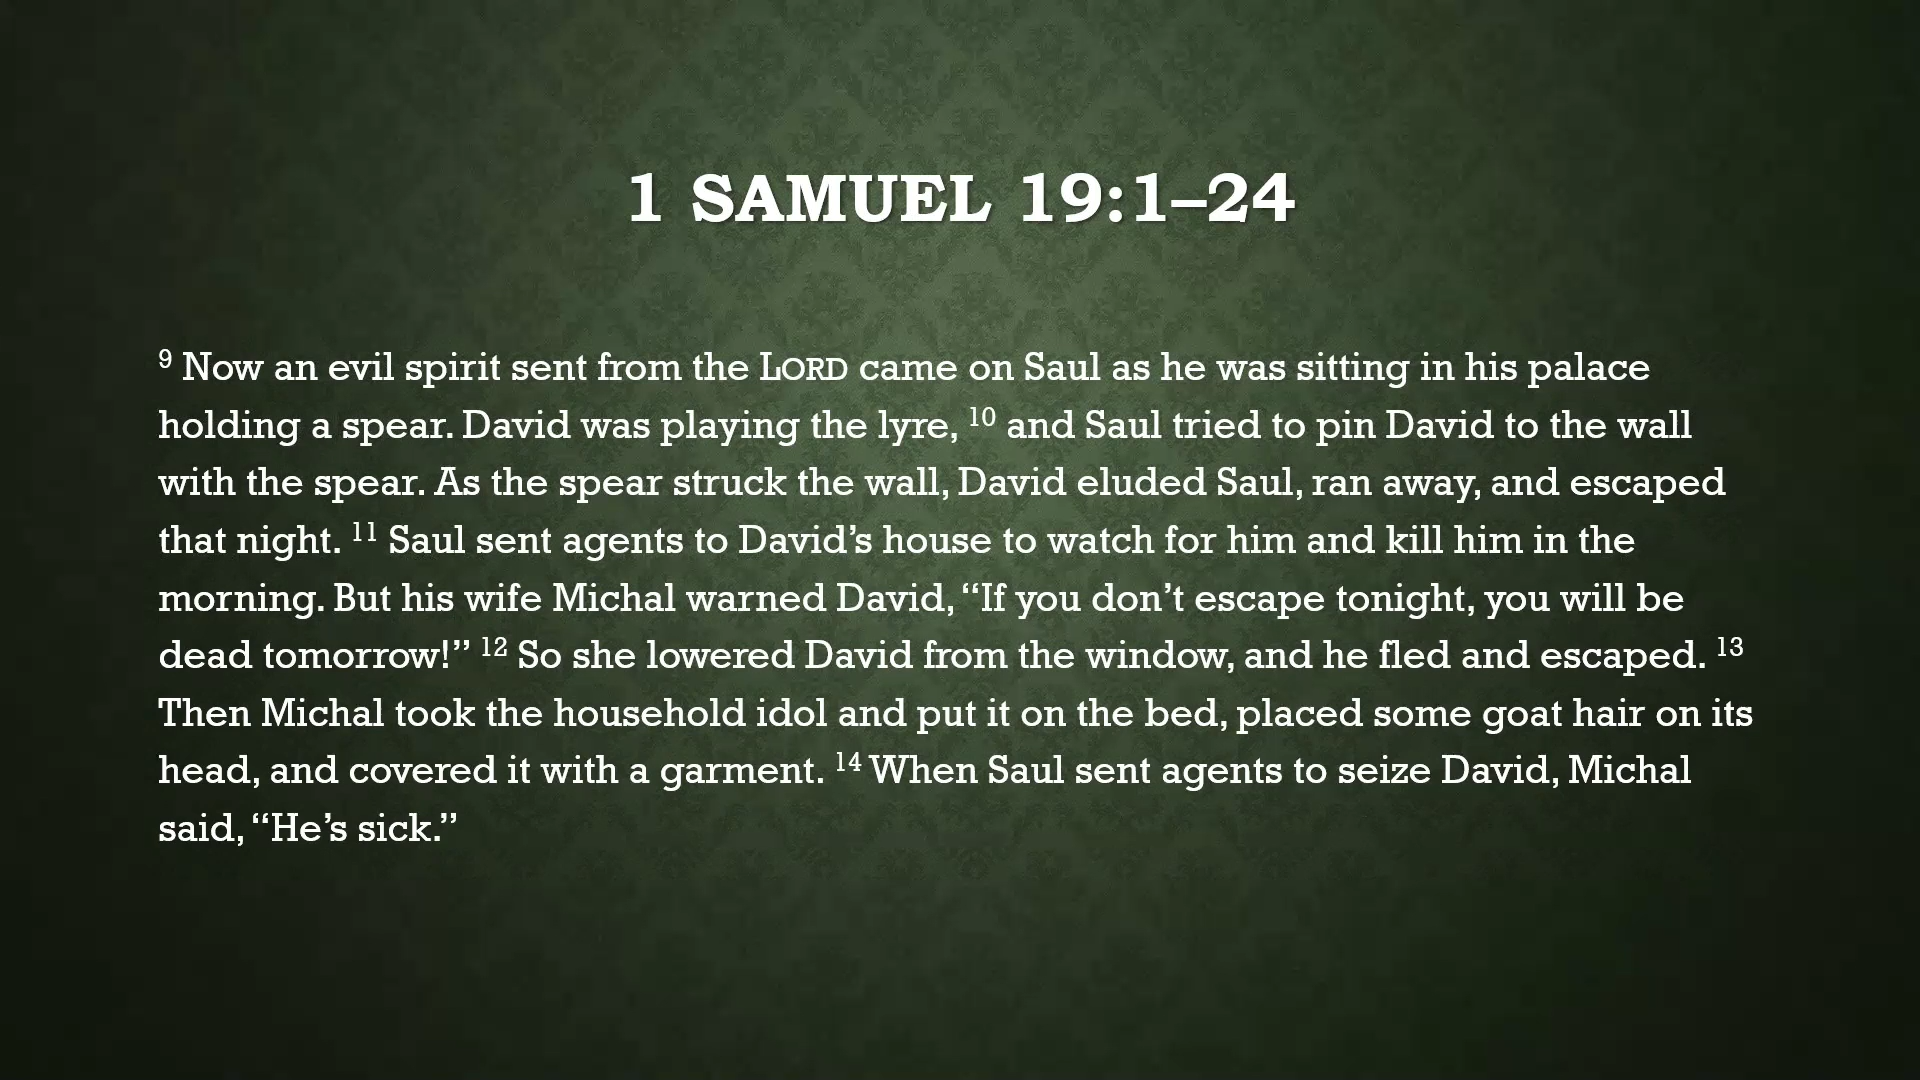 1 SAMUEL 19:1–24
9 Now an evil spirit sent from the LORD came on Saul as he was sitting in his palace
holding a spear. David was playing the lyre, 10 and Saul tried to pin David to the wall
with the spear. As the spear struck the wall, David eluded Saul, ran away, and escaped
that night. 11 Saul sent agents to David’s house to watch for him and kill him in the
morning. But his wife Michal warned David, “If you don’t escape tonight, you will be
dead tomorrow!” 12 So she lowered David from the window, and he fled and escaped. 13
Then Michal took the household idol and put it on the bed, placed some goat hair on its
head, and covered it with a garment. 14 When Saul sent agents to seize David, Michal
said, “He’s sick.”